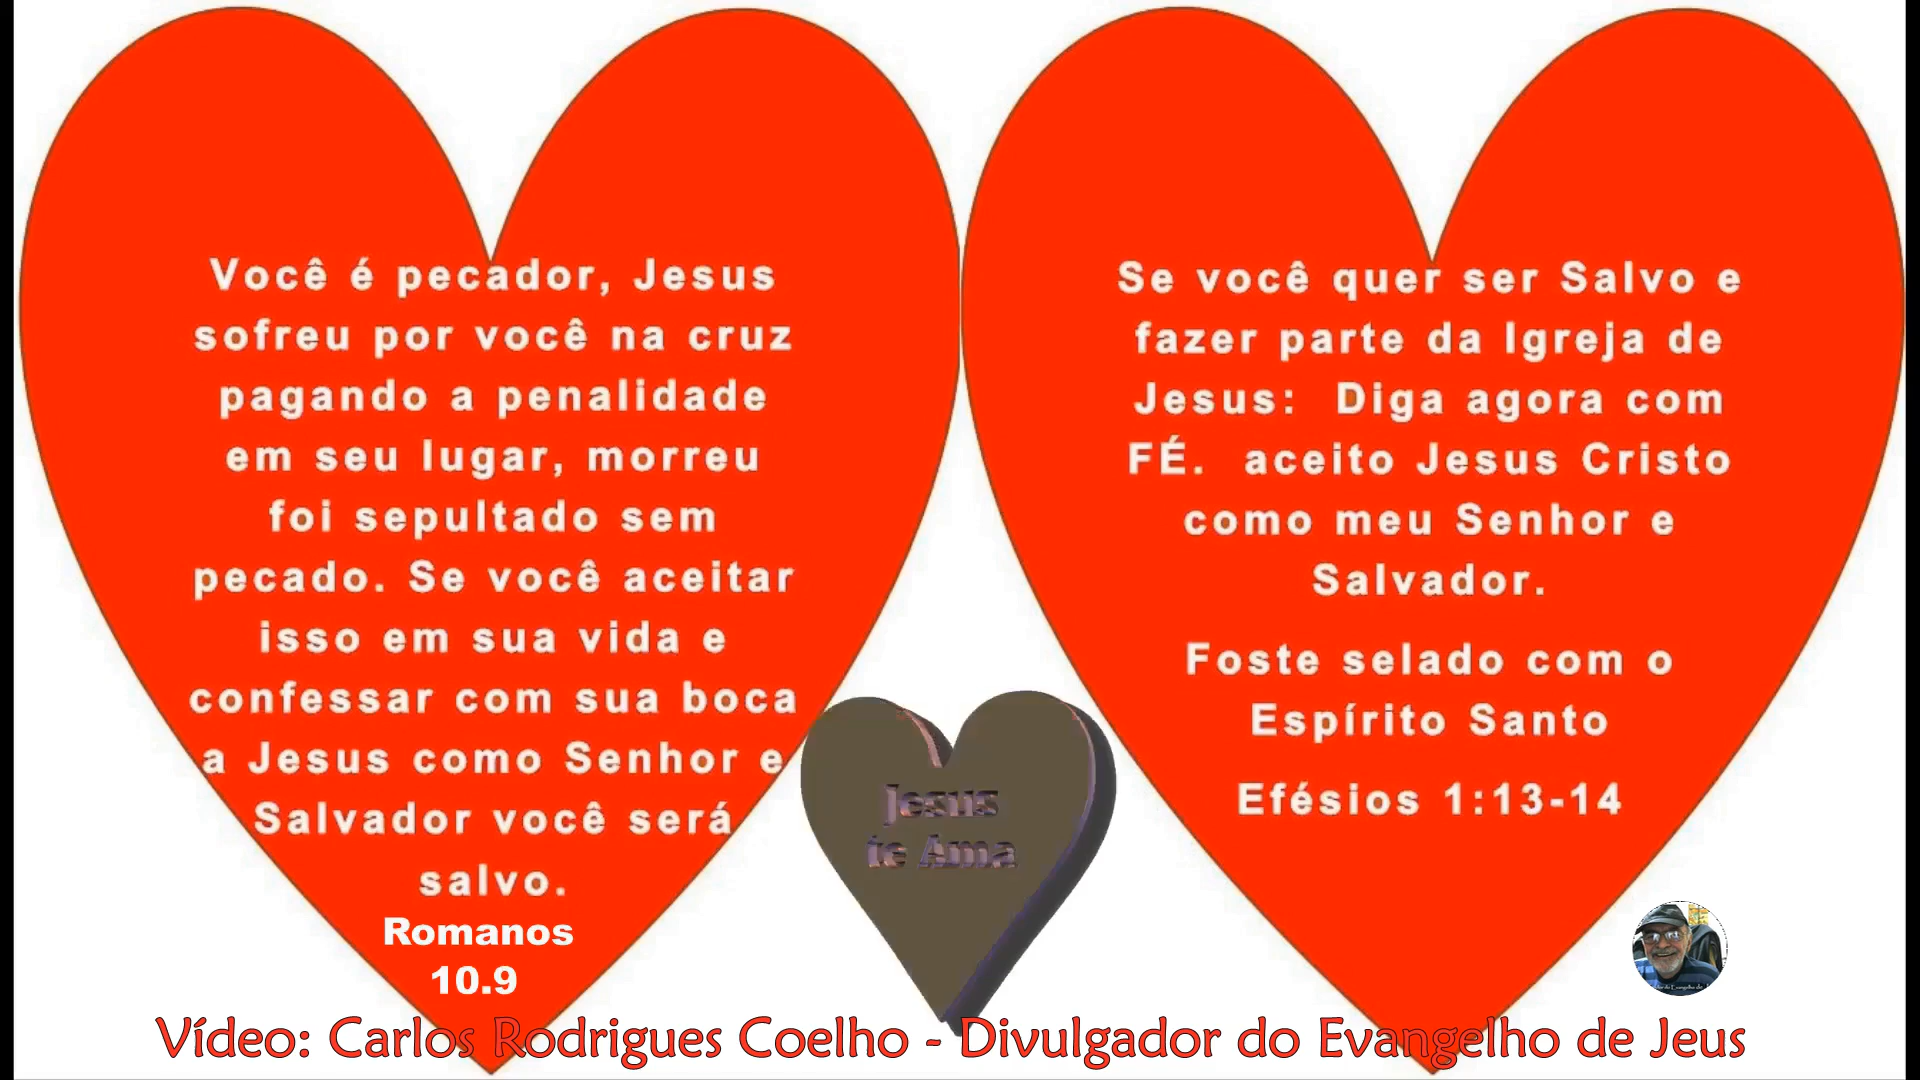 Você é pecador, Jesus
sofreu por você na cruz
pagando a penalidade
em seu lugar, morreu
foi sepultado sem
pecado. Se você aceitar
isso em sua vida e
confessar com sua boca
a Jesus como Senhor e
Salvador você será
salvo.
Romanos
10.9
Se você quer ser Salvo e
fazer parte da Igreja de
Jesus: Diga agora com
FÉ. aceito Jesus Cristo
como meu Senhor e
Salvador.
Foste selado com o
Espírito Santo
Efésios 1:13-14
Jesus
te Ama
Vídeo: Carlos Rodrigues Coelho - Divulgador do Evangelho de Jeus